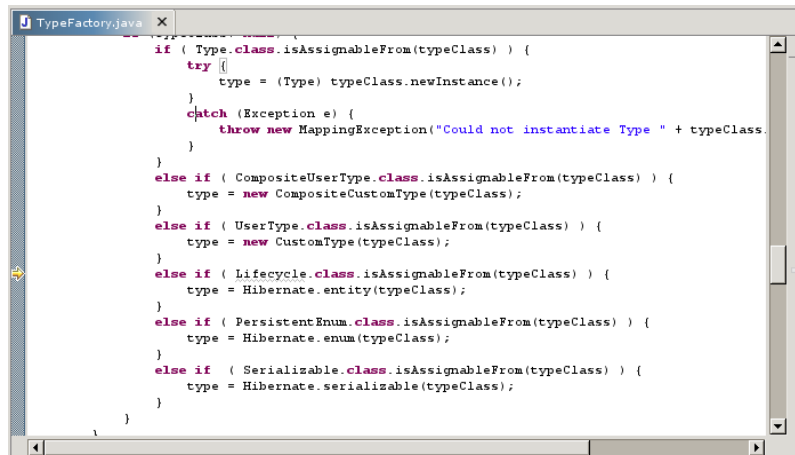 TypeFactory.java
if ( Type.class.isAssignableFrom(typeClass) ) {
try {
type = (Type) typeClass.newInstance();
}
catch (Exception e) {
throw new MappingException("Could not instantiate Type " + typeClass.
}
}
else if ( CompositeUserType.class.isAssignableFrom(typeClass) ) {
type = new CompositeCustomType(typeClass);
}
else if ( UserType.class.isAssignableFrom(typeClass) ) {
type = new CustomType(typeClass);
}
else if ( Lifecycle.class.isAssignableFrom(typeClass) ) {
type = Hibernate.entity(typeClass);
}
else if ( PersistentEnum.class.isAssignableFrom(typeClass) ) {
type = Hibernate.enum(typeClass);
}
else if  ( Serializable.class.isAssignableFrom(typeClass) ) {
type = Hibernate.serializable(typeClass);
}
}